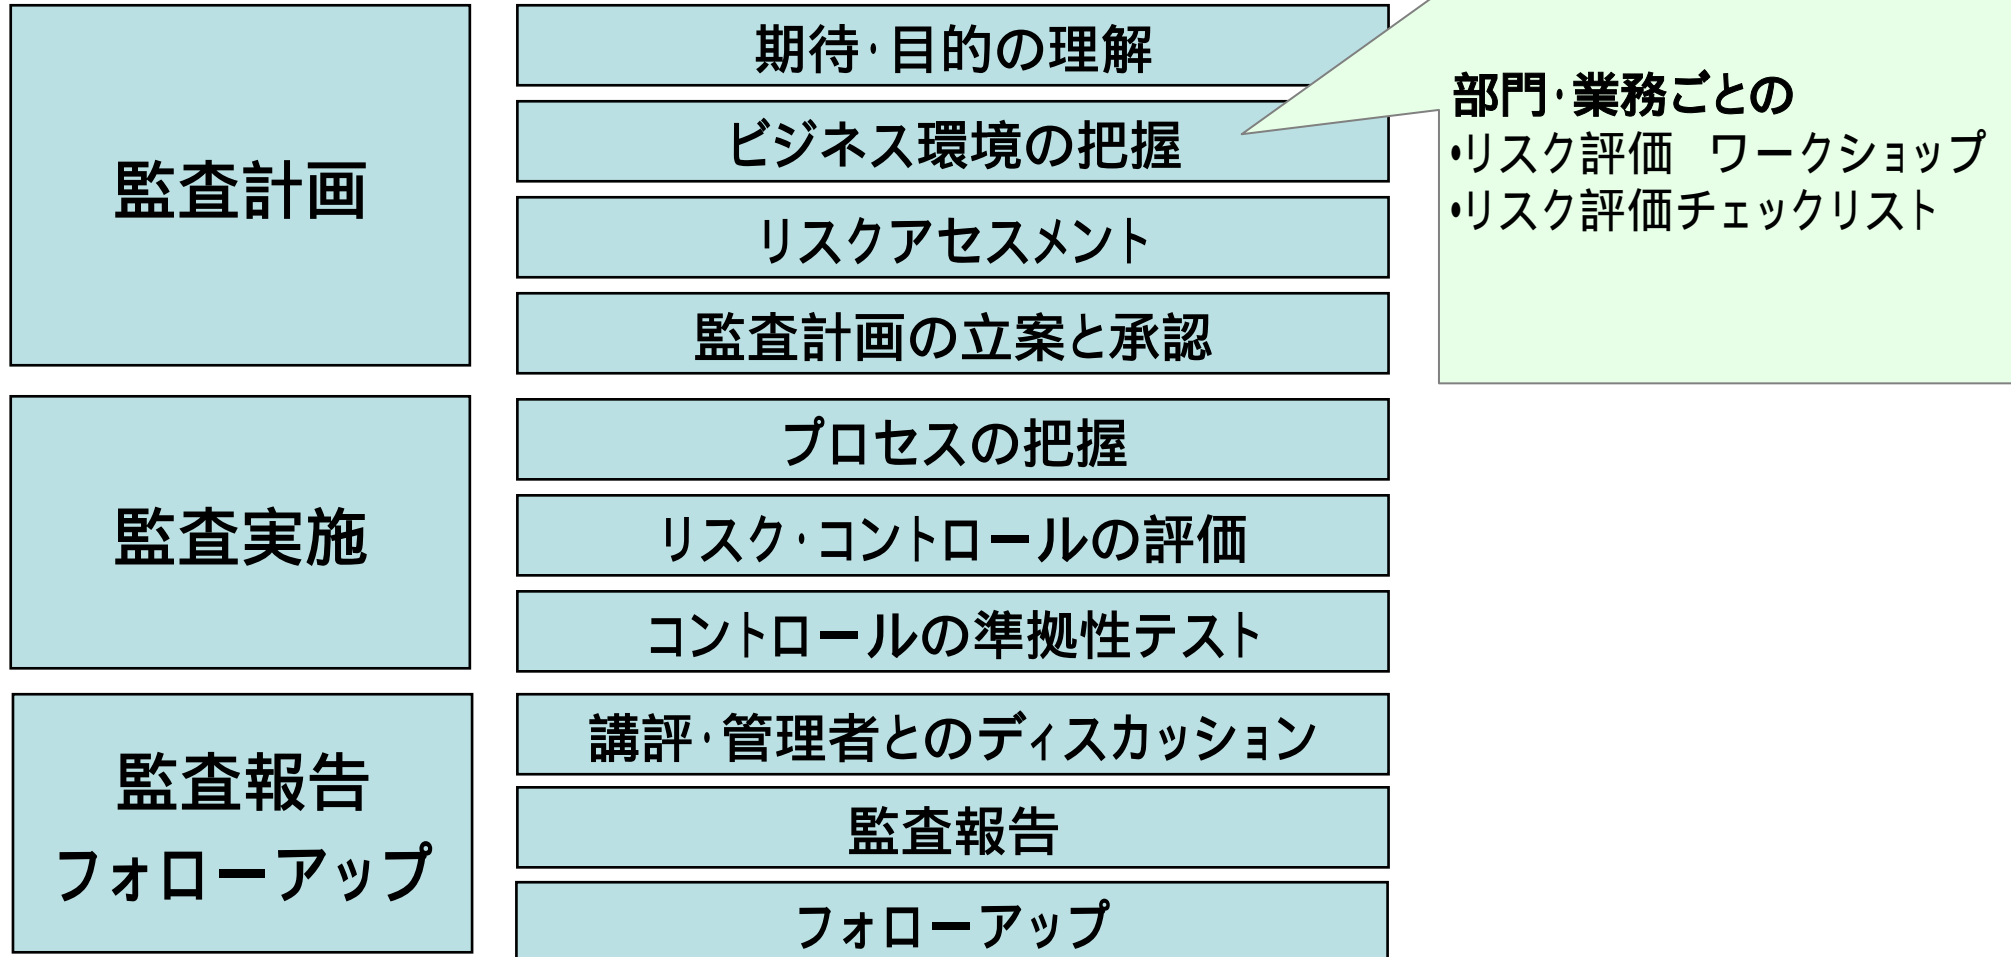 監査計画
期待・目的の理解
ビジネス環境の把握
リスクアセスメント
監査計画の立案と承認
部門・業務ごとの
•リスク評価　ワークショップ
•リスク評価チェックリスト
監査実施
プロセスの把握
リスク・コントロールの評価
コントロールの準拠性テスト
監査報告
フォローアップ
講評・管理者とのディスカッション
監査報告
フォローアップ